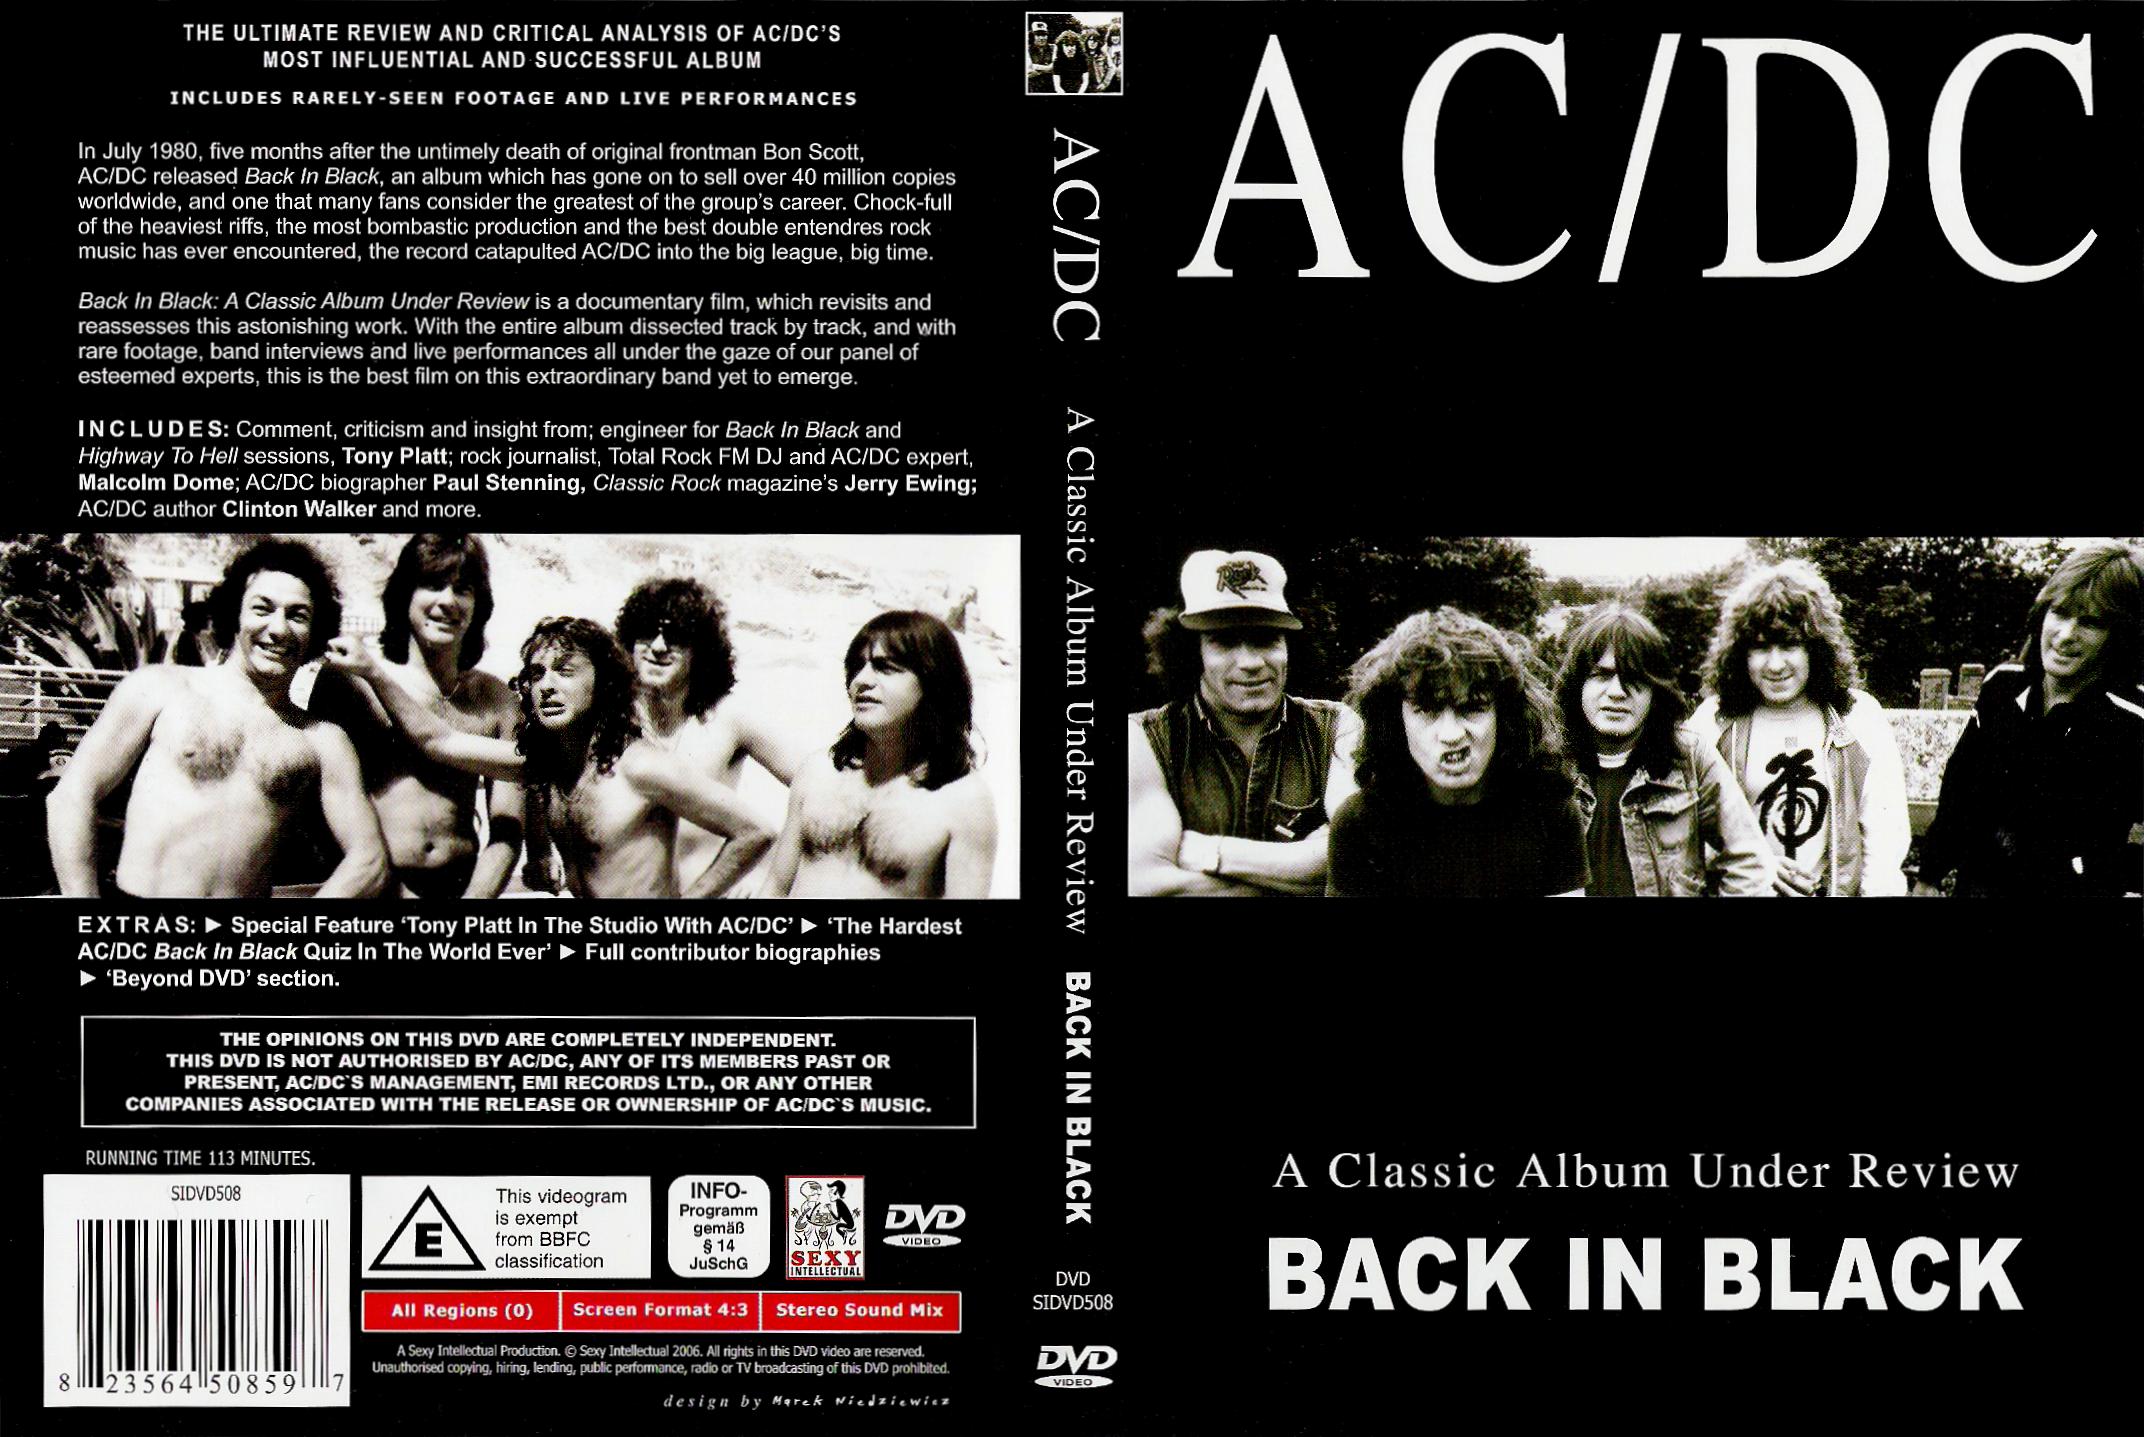 THE ULTIMATE REVIEW AND CRITICAL ANALYSIS OF AC/DC'S
MOST INFLUENTIAL AND SUCCESSFUL ALBUM
INCLUDES RARELY-SEEN FOOTAGE AND LIVE PERFORMANCES
In July 1980, five months after the untimely death of original frontman Bon Scott,
AC/DC released Back In Black, an album which has gone on to sell over 40 million copies
worldwide, and one that many fans consider the greatest of the group's career. Chock-full
of the heaviest riffs, the most bombastic production and the best double entendres rock
music has ever encountered, the record catapulted AC/DC into the big league, big time.
Back In Black: A Classic Album Under Review is a documentary film, which revisits and
reassesses this astonishing work. With the entire album dissected track by track, and with
rare footage, band interviews and live performances all under the gaze of our panel of
esteemed experts, this is the best film on this extraordinary band yet to emerge.
INCLUDES: Comment, criticism and insight from; engineer for Back In Black and
Highway To Hell sessions, Tony Platt; rock journalist, Total Rock FM DJ and AC/DC expert,
Malcolm Dome; AC/DC biographer Paul Stenning, Classic Rock magazine's Jerry Ewing;
AC/DC author Clinton Walker and more.
EXTRAS: ► Special Feature 'Tony Platt In The Studio With AC/DC' ► 'The Hardest
AC/DC Back In Black Quiz In The World Ever' ► Full contributor biographies
► 'Beyond DVD' section.
THE OPINIONS ON THIS DVD ARE COMPLETELY INDEPENDENT.
THIS DVD IS NOT AUTHORISED BY AC/DC, ANY OF ITS MEMBERS PAST OR
PRESENT, AC/DC`S MANAGEMENT, EMI RECORDS LTD., OR ANY OTHER
COMPANIES ASSOCIATED WITH THE RELEASE OR OWNERSHIP OF AC/DC`S MUSIC.
RUNNING TIME 113 MINUTES.
SIDVD508
8 23564 50859 7
E
This videogram
is exempt
from BBFC
classification
INFO-
Programm
gemäß
§ 14
JuSchG
SEXY
INTELLECTUAL
DVD
VIDEO
All Regions (0)
Screen Format 4:3
Stereo Sound Mix
A Sexy Intellectual Production. © Sexy Intellectual 2006. All rights in this DVD video are reserved.
Unauthorised copying, hiring, lending, public performance, radio or TV broadcasting of this DVD prohibited.
design by Marek Niedziewicz
AC/DC A Classic Album Under Review BACK IN BLACK
DVD
SIDVD508
DVD
VIDEO
AC/DC
Rock
A Classic Album Under Review
BACK IN BLACK